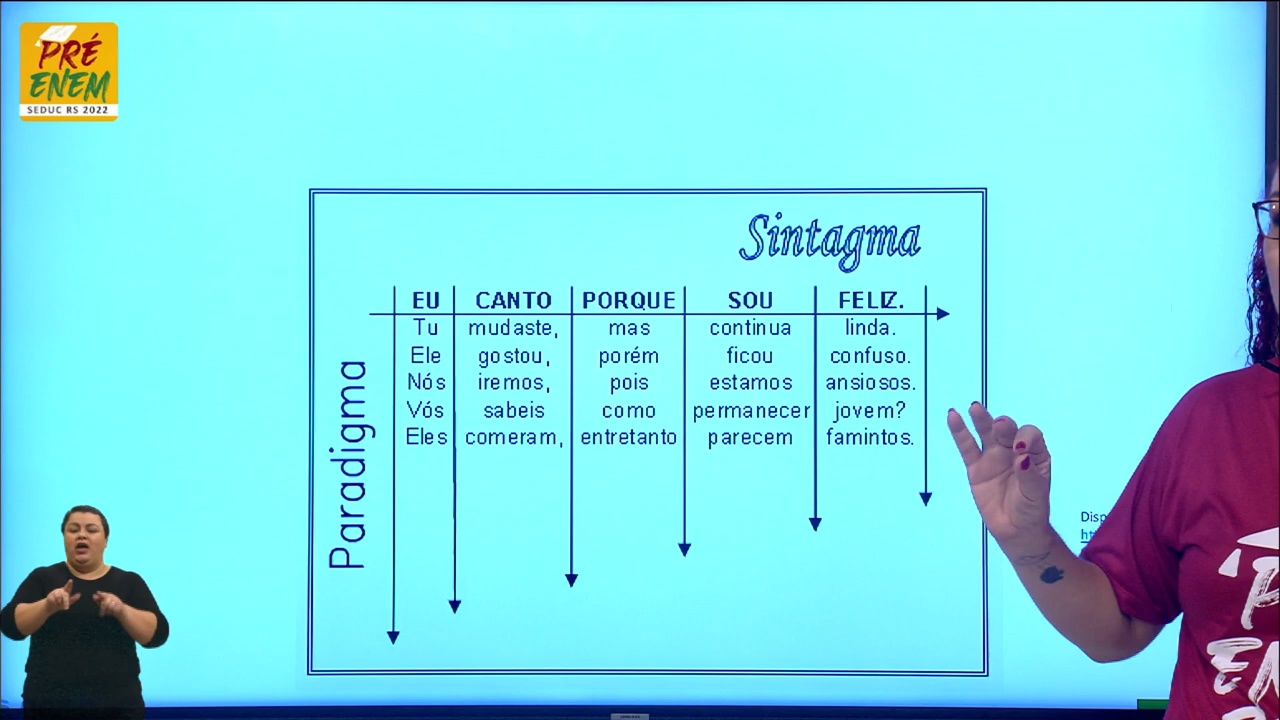 PRÉ
ENEM
SEDUC RS 2022
Sintagma
Paradigma
EU CANTO PORQUE SOU FELIZ.
Tu mudaste, mas continua linda.
Ele gostou, porém ficou confuso.
Nós iremos, pois estamos ansiosos.
Vós sabeis como permanecer jovem?
Eles comeram, entretanto parecem famintos.